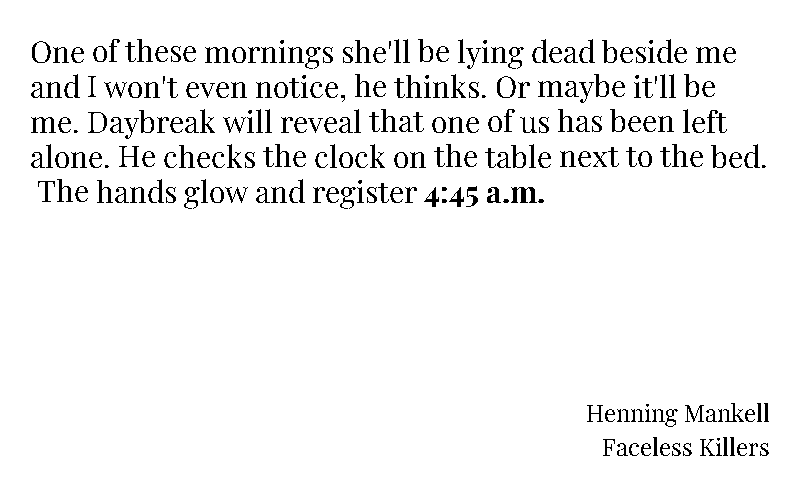 One of these mornings she'll be lying dead beside me
and I won't even notice, he thinks. Or maybe it'll be
me. Daybreak will reveal that one of us has been left
alone. He checks the clock on the table next to the bed.
The hands glow and register 4:45 a.m.
Henning Mankell
Faceless Killers